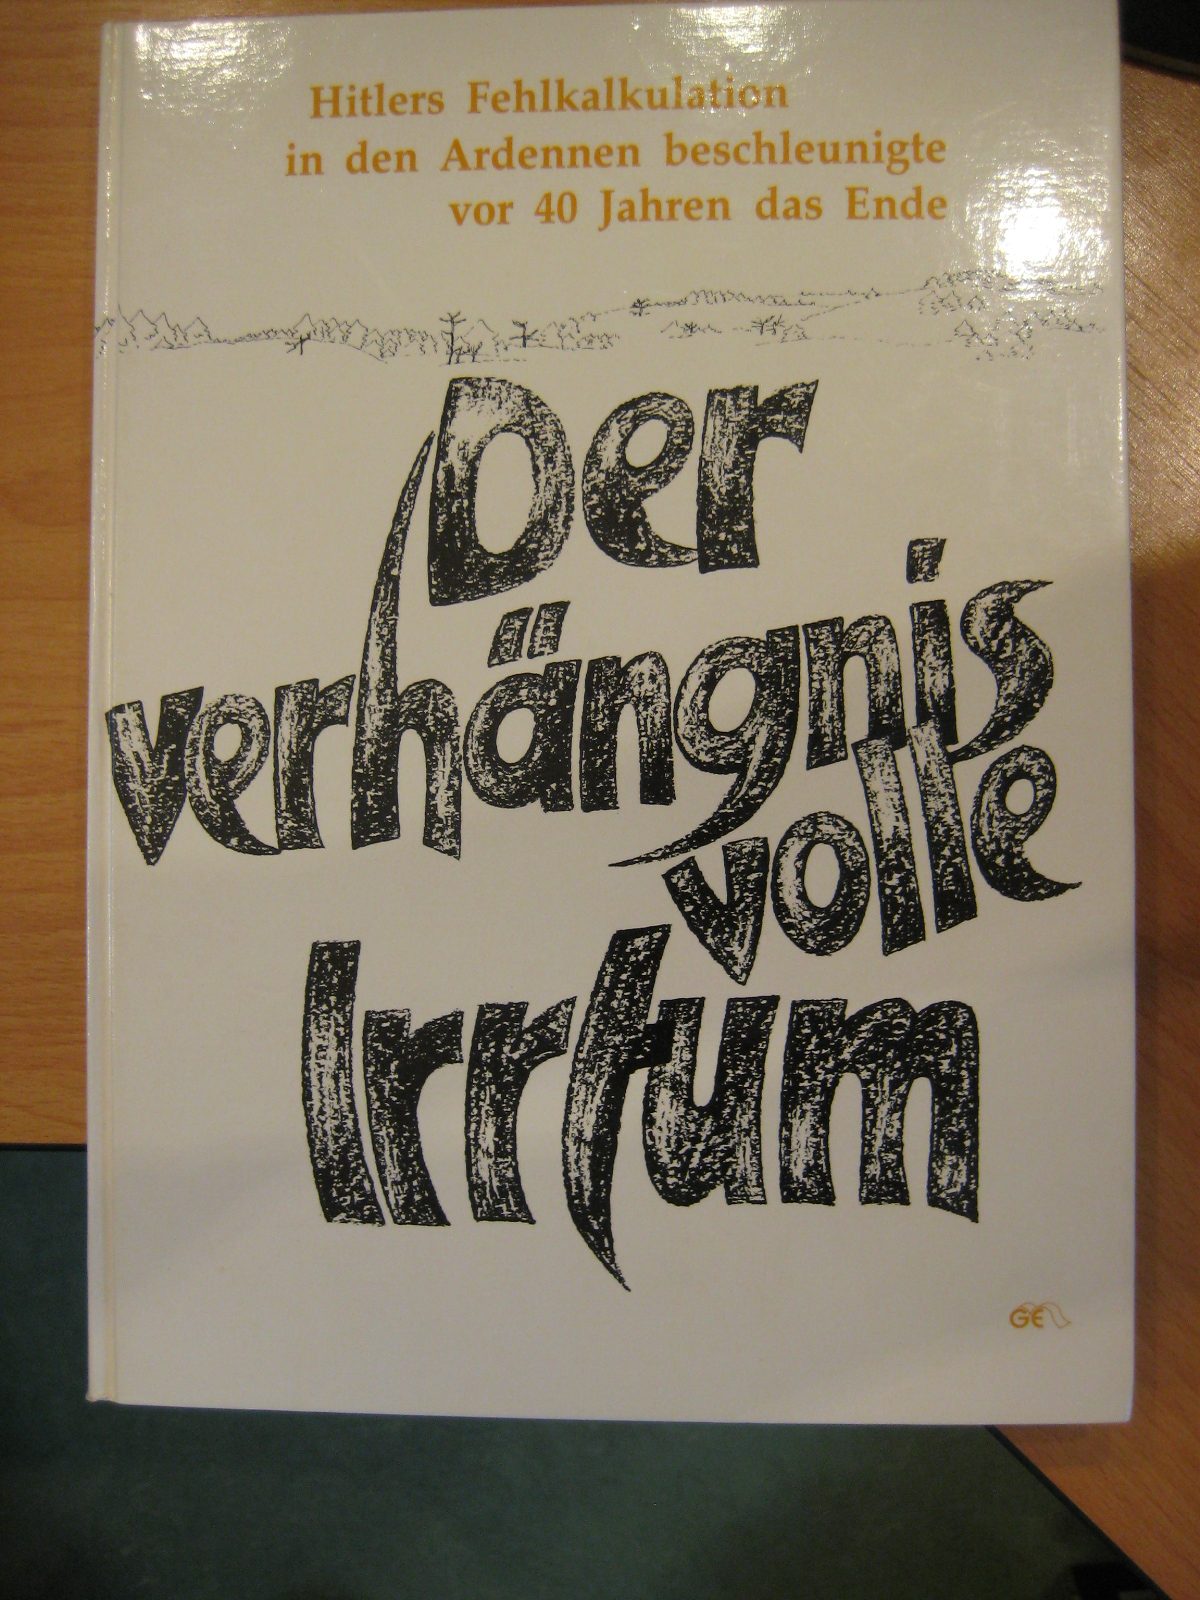 Hitlers Fehlkalkulation
in den Ardennen beschleunigte
vor 40 Jahren das Ende
Der
verhängnis
volle
Irrtum
GE